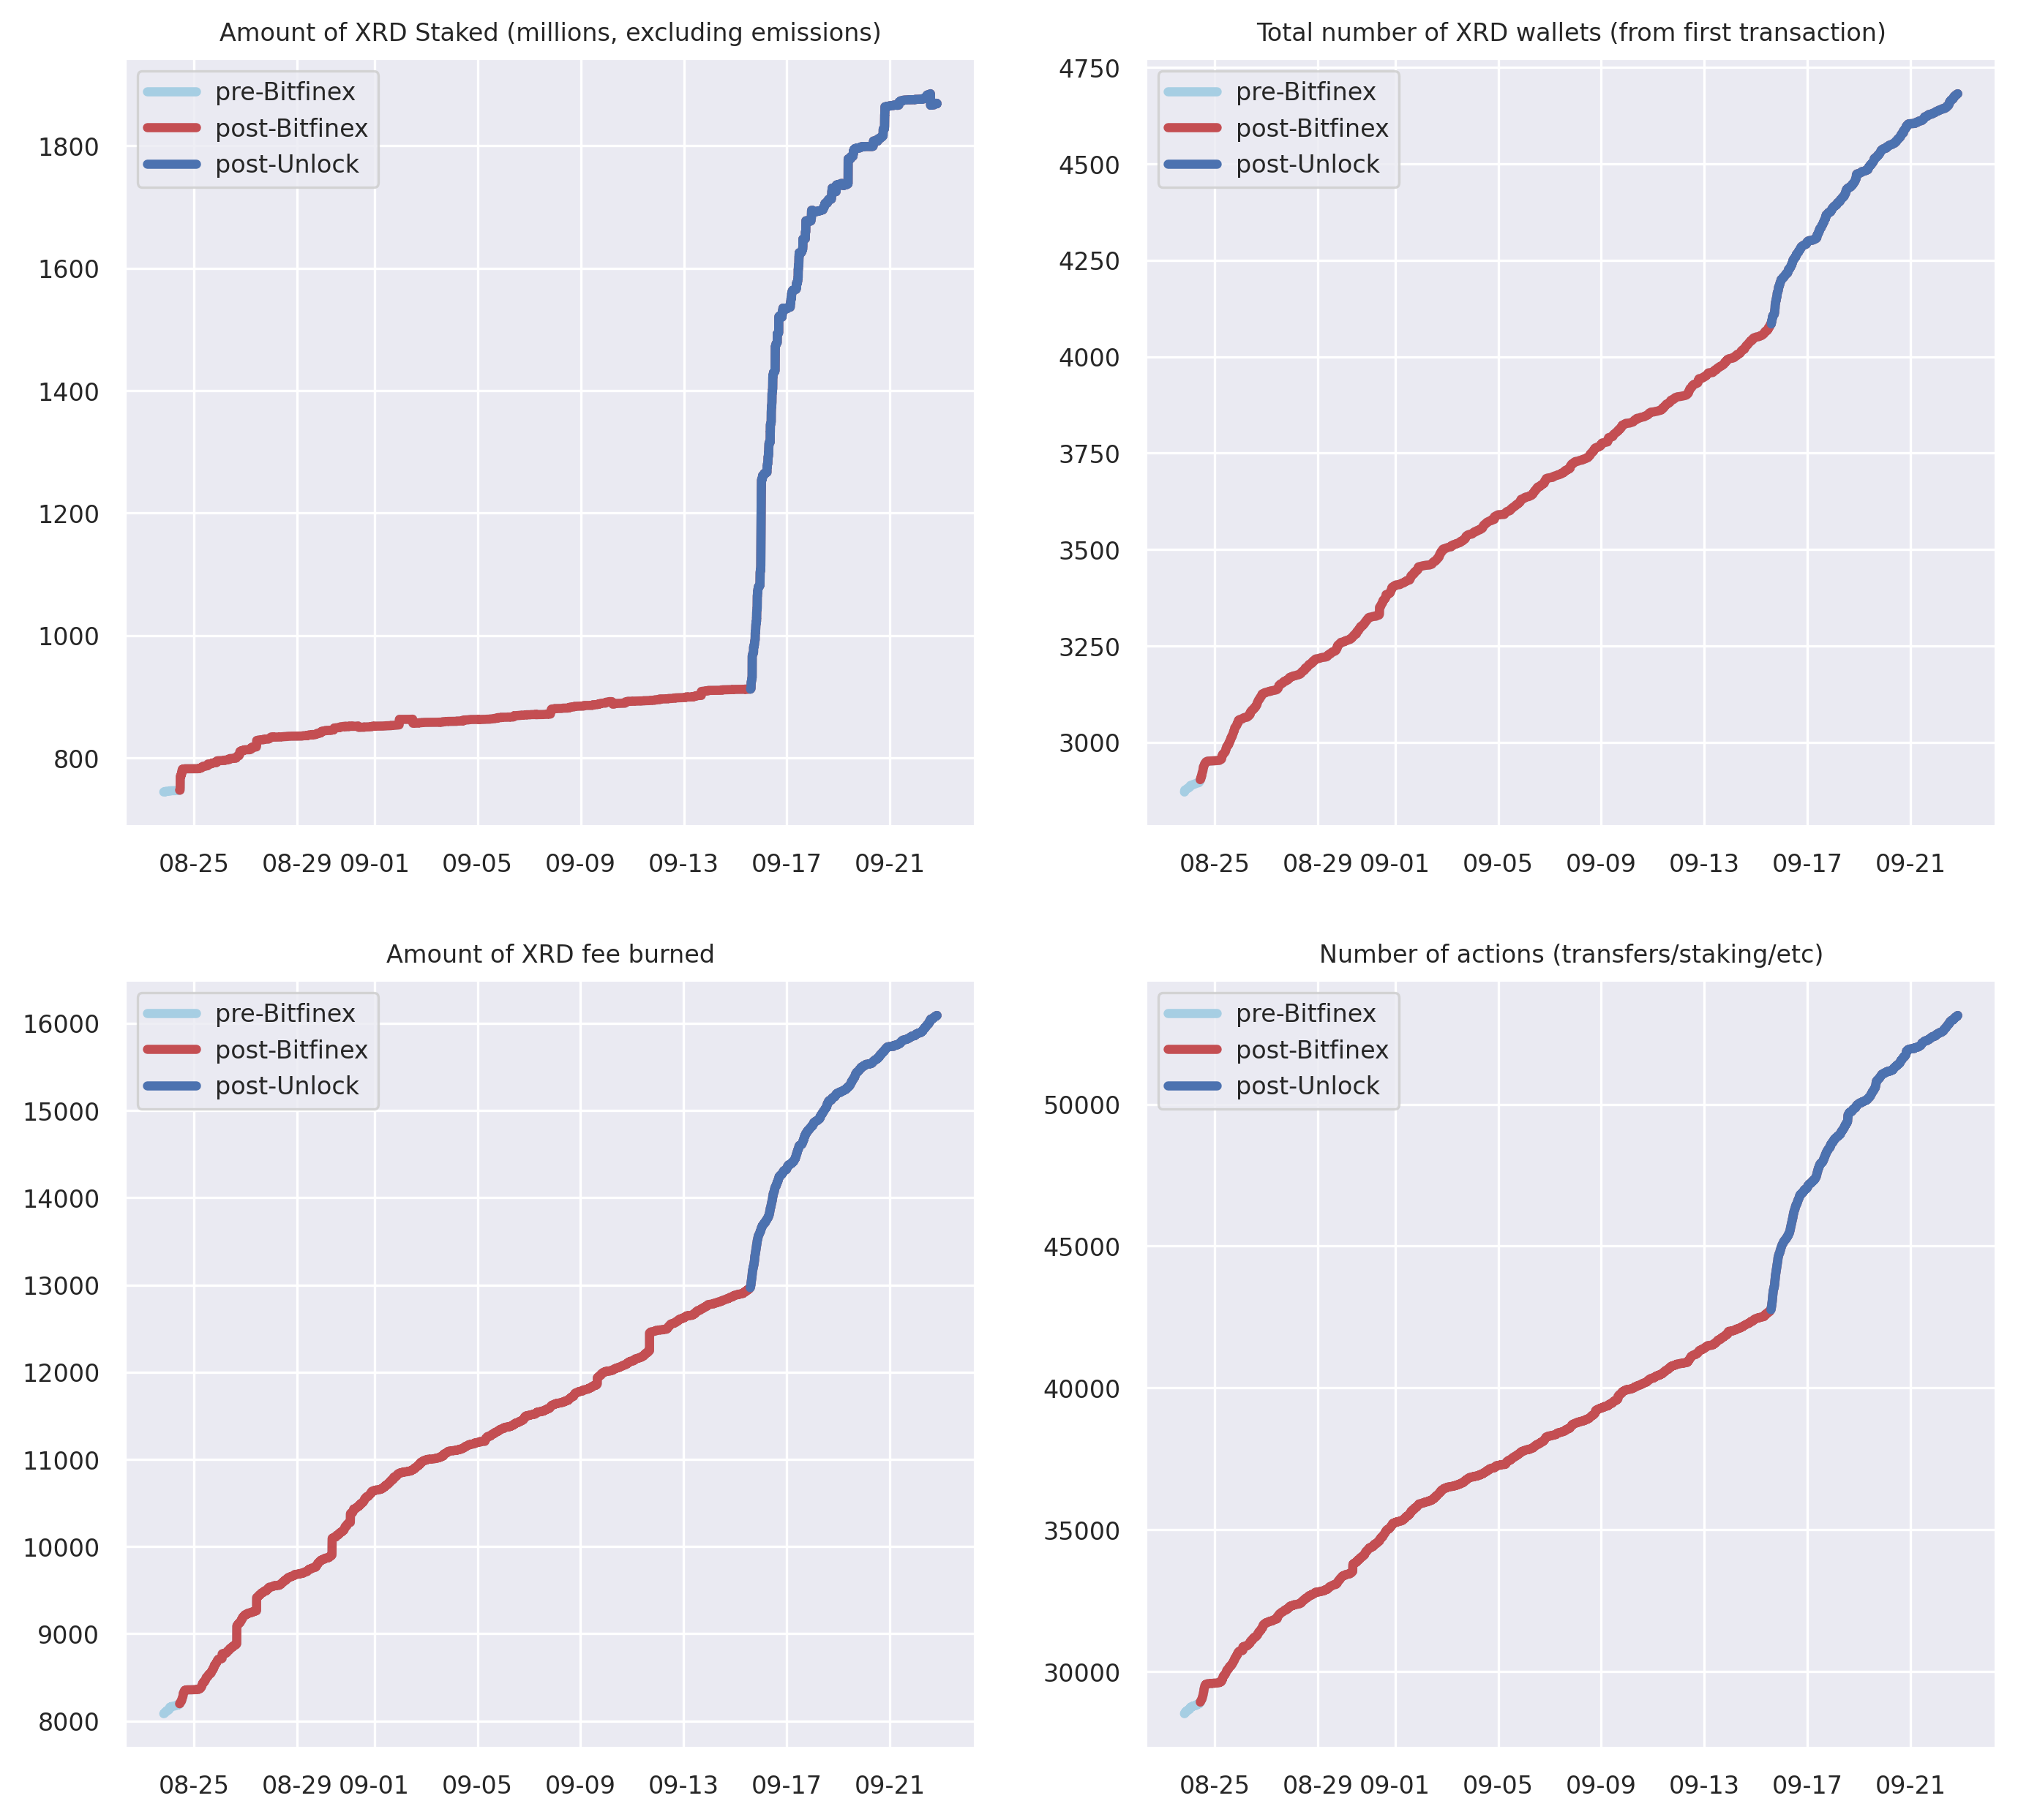 Amount of XRD Staked (millions, excluding emissions)
pre-Bitfinex
post-Bitfinex
post-Unlock
1800
1600
1400
1200
1000
800
08-25 08-29 09-01 09-05 09-09 09-13 09-17 09-21
Total number of XRD wallets (from first transaction)
pre-Bitfinex
post-Bitfinex
post-Unlock
4750
4500
4250
4000
3750
3500
3250
3000
08-25 08-29 09-01 09-05 09-09 09-13 09-17 09-21
Amount of XRD fee burned
pre-Bitfinex
post-Bitfinex
post-Unlock
16000
15000
14000
13000
12000
11000
10000
9000
8000
08-25 08-29 09-01 09-05 09-09 09-13 09-17 09-21
Number of actions (transfers/staking/etc)
pre-Bitfinex
post-Bitfinex
post-Unlock
50000
45000
40000
35000
30000
08-25 08-29 09-01 09-05 09-09 09-13 09-17 09-21